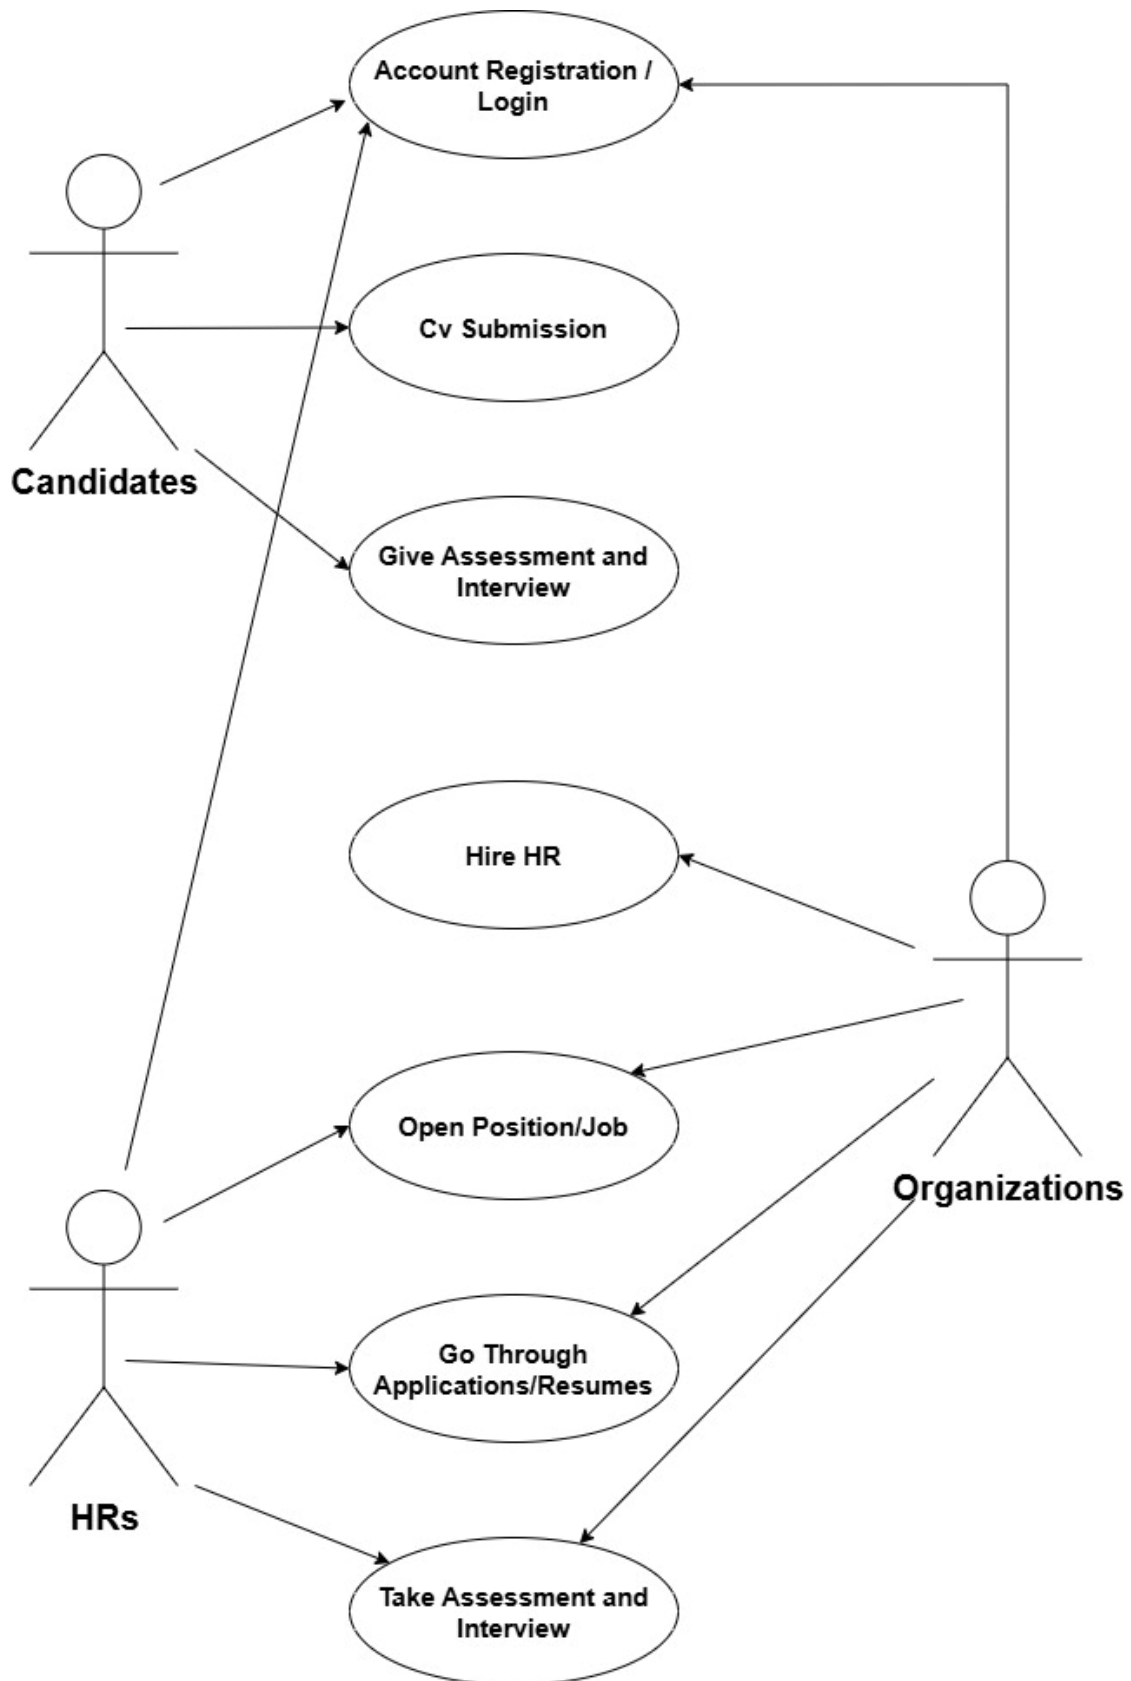 Account Registration /
Login
Cv Submission
Candidates
Give Assessment and
Interview
Hire HR
Open Position/Job
Organizations
Go Through
Applications/Resumes
HRs
Take Assessment and
Interview